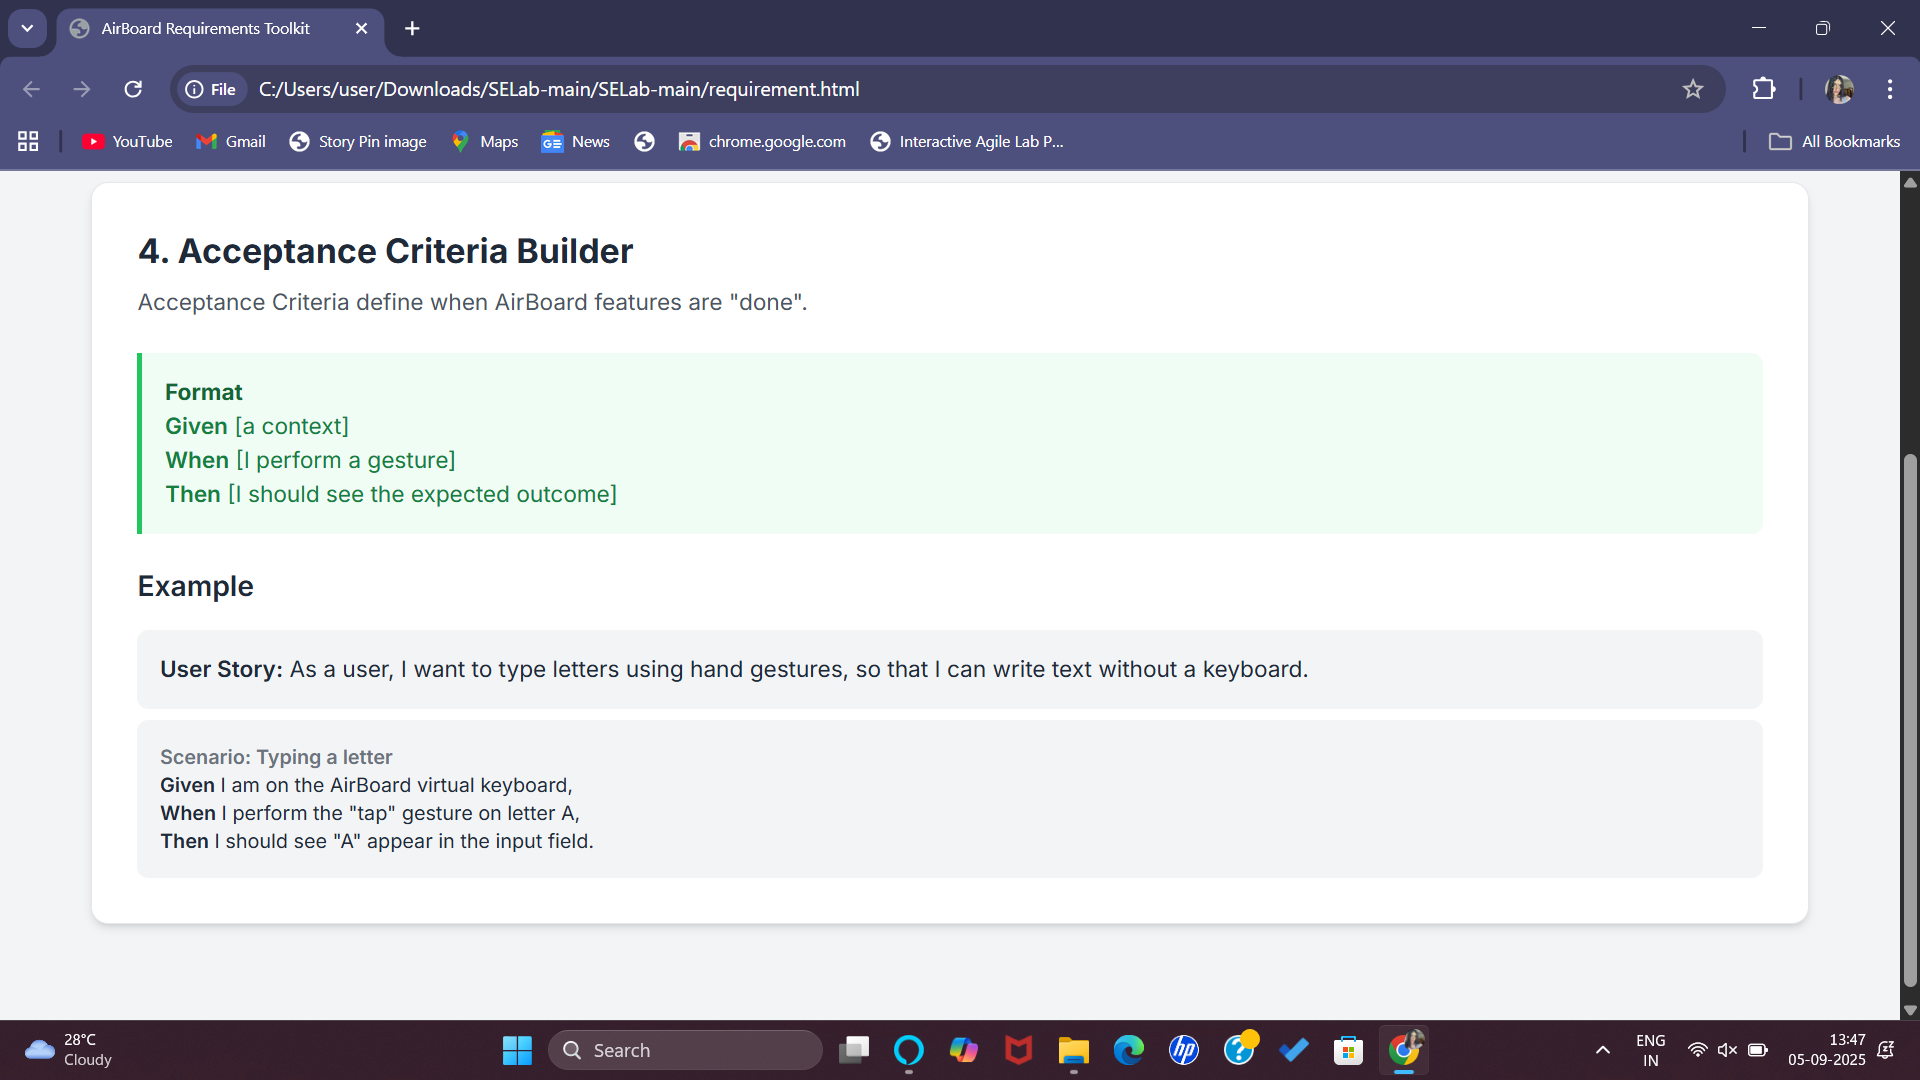 AirBoard Requirements Toolkit
File
C:/Users/user/Downloads/SELab-main/SELab-main/requirement.html
YouTube
Gmail
Story Pin image
Maps
News
chrome.google.com
Interactive Agile Lab P...
All Bookmarks
4. Acceptance Criteria Builder
Acceptance Criteria define when AirBoard features are "done".
Format
Given [a context]
When [I perform a gesture]
Then [I should see the expected outcome]
Example
User Story: As a user, I want to type letters using hand gestures, so that I can write text without a keyboard.
Scenario: Typing a letter
Given I am on the AirBoard virtual keyboard,
When I perform the "tap" gesture on letter A,
Then I should see "A" appear in the input field.
28°C
Cloudy
Search
ENG
IN
13:47
05-09-2025